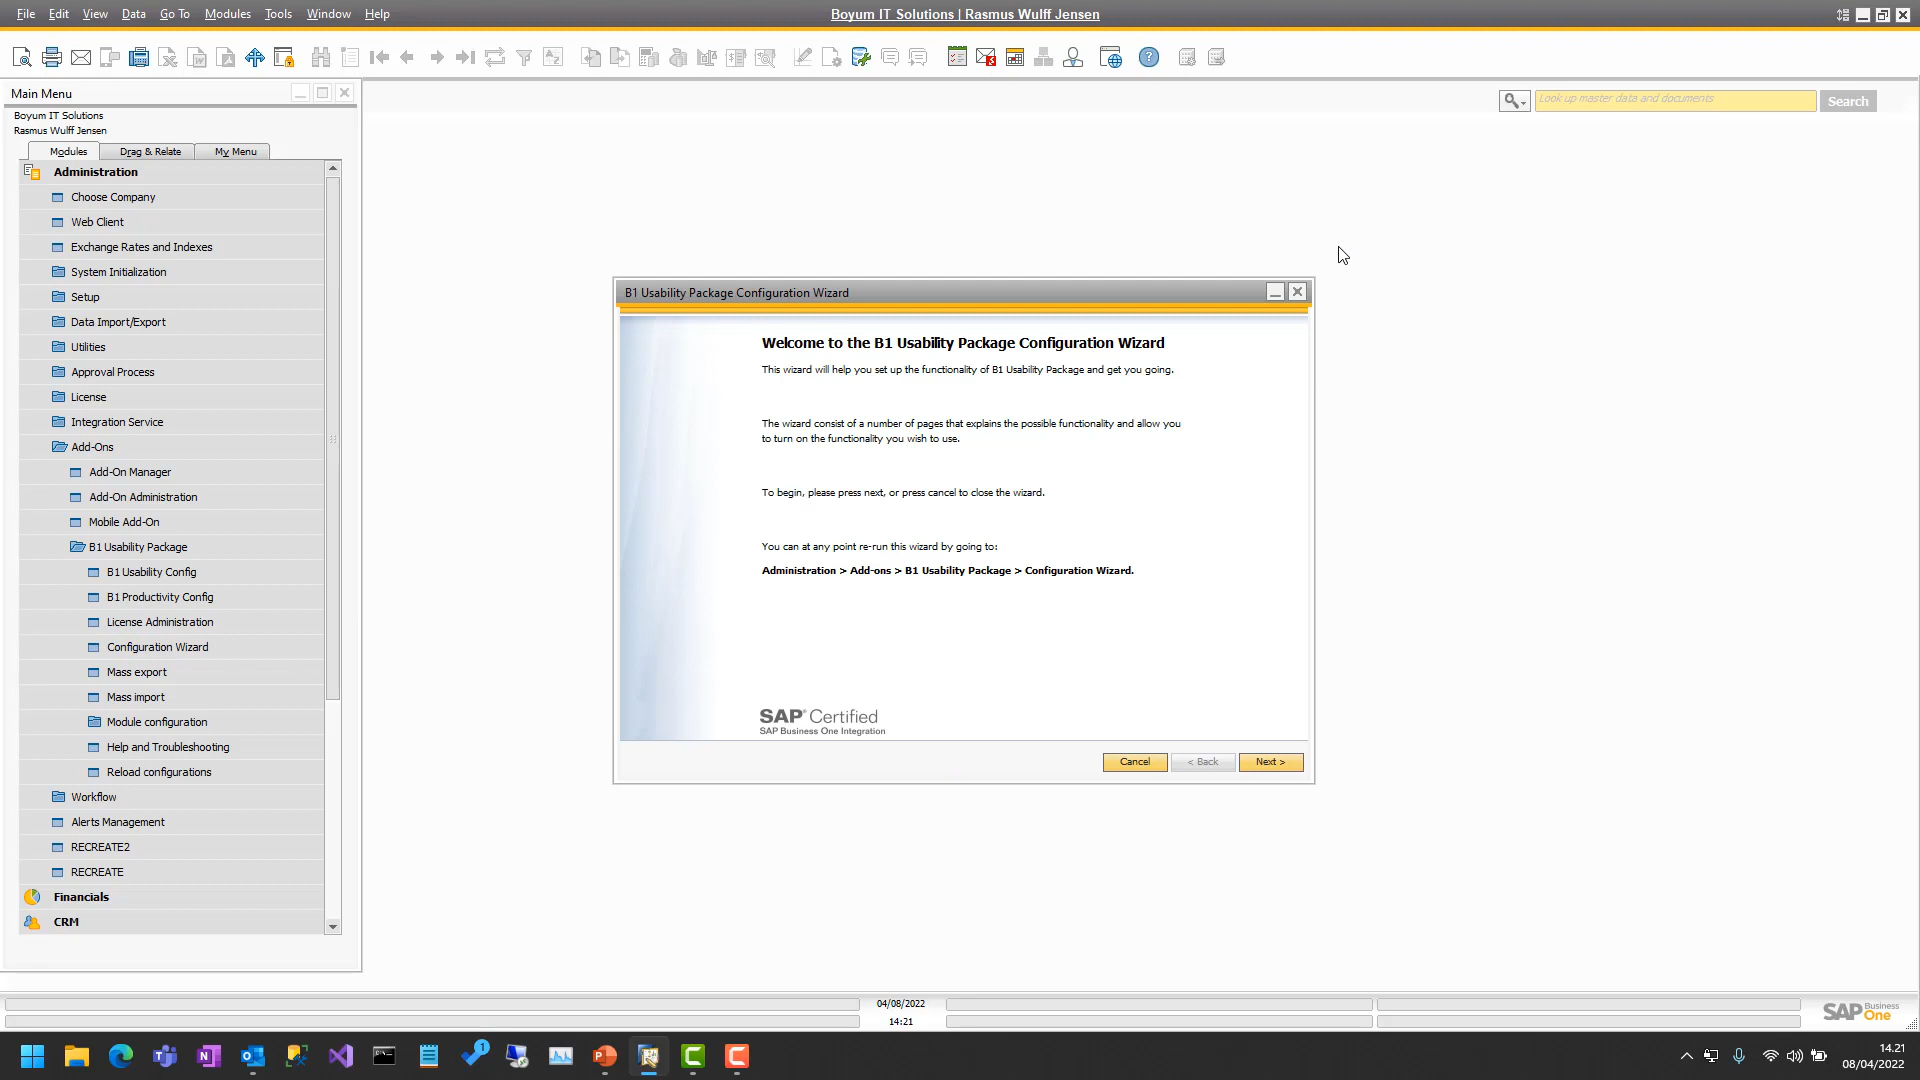 File Edit View Data Go To Modules Tools Window Help
Boyum IT Solutions | Rasmus Wulff Jensen
Main Menu
Boyum IT Solutions
Rasmus Wulff Jensen
Modules Drag & Relate My Menu
Look up master data and documents Search
Administration
Choose Company
Web Client
Exchange Rates and Indexes
System Initialization
Setup
Data Import/Export
Utilities
Approval Process
License
Integration Service
Add-Ons
Add-On Manager
Add-On Administration
Mobile Add-On
B1 Usability Package
B1 Usability Config
B1 Productivity Config
License Administration
Configuration Wizard
Mass export
Mass import
Module configuration
Help and Troubleshooting
Reload configurations
Workflow
Alerts Management
RECREATE2
RECREATE
Financials
CRM
B1 Usability Package Configuration Wizard
Welcome to the B1 Usability Package Configuration Wizard
This wizard will help you set up the functionality of B1 Usability Package and get you going.
The wizard consist of a number of pages that explains the possible functionality and allow you
to turn on the functionality you wish to use.
To begin, please press next, or press cancel to close the wizard.
You can at any point re-run this wizard by going to:
Administration > Add-ons > B1 Usability Package > Configuration Wizard.
SAP® Certified
SAP Business One Integration
Cancel < Back Next >
04/08/2022
14:21
SAP Business One
14.21
08/04/2022